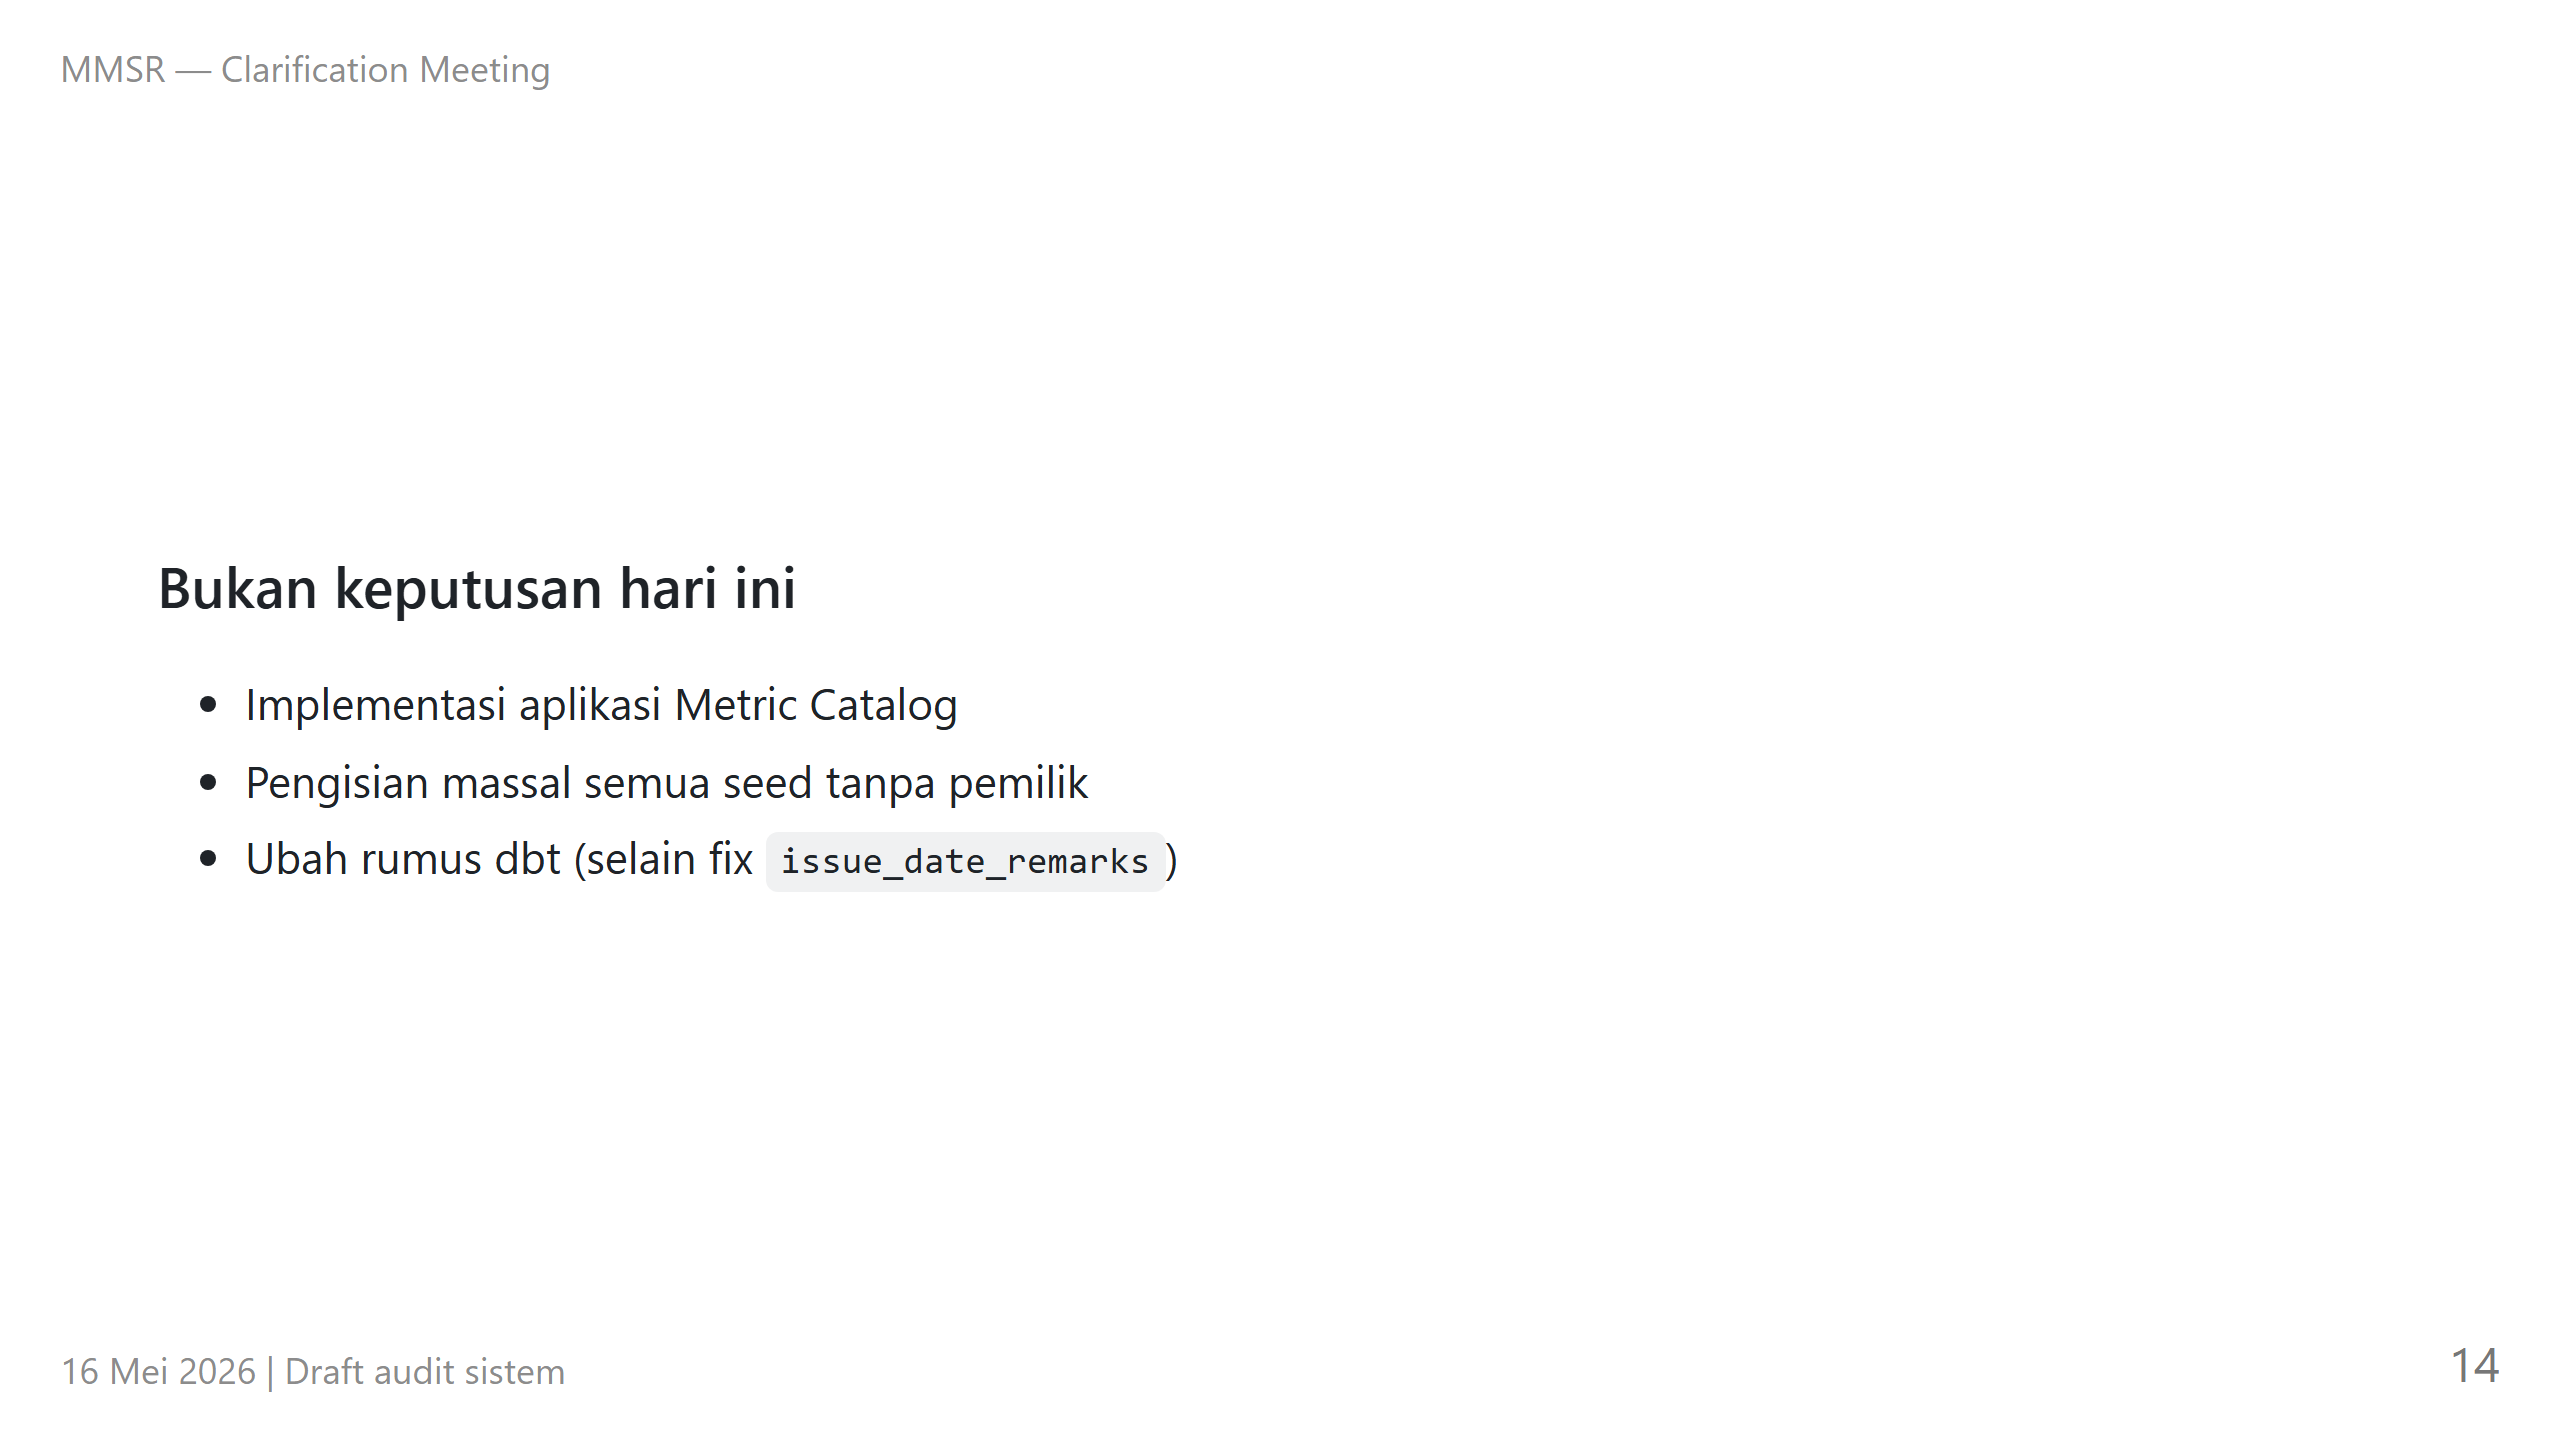 MMSR — Clarification Meeting
Bukan keputusan hari ini
• Implementasi aplikasi Metric Catalog
• Pengisian massal semua seed tanpa pemilik
• Ubah rumus dbt (selain fix issue_date_remarks)
16 Mei 2026 | Draft audit sistem
14